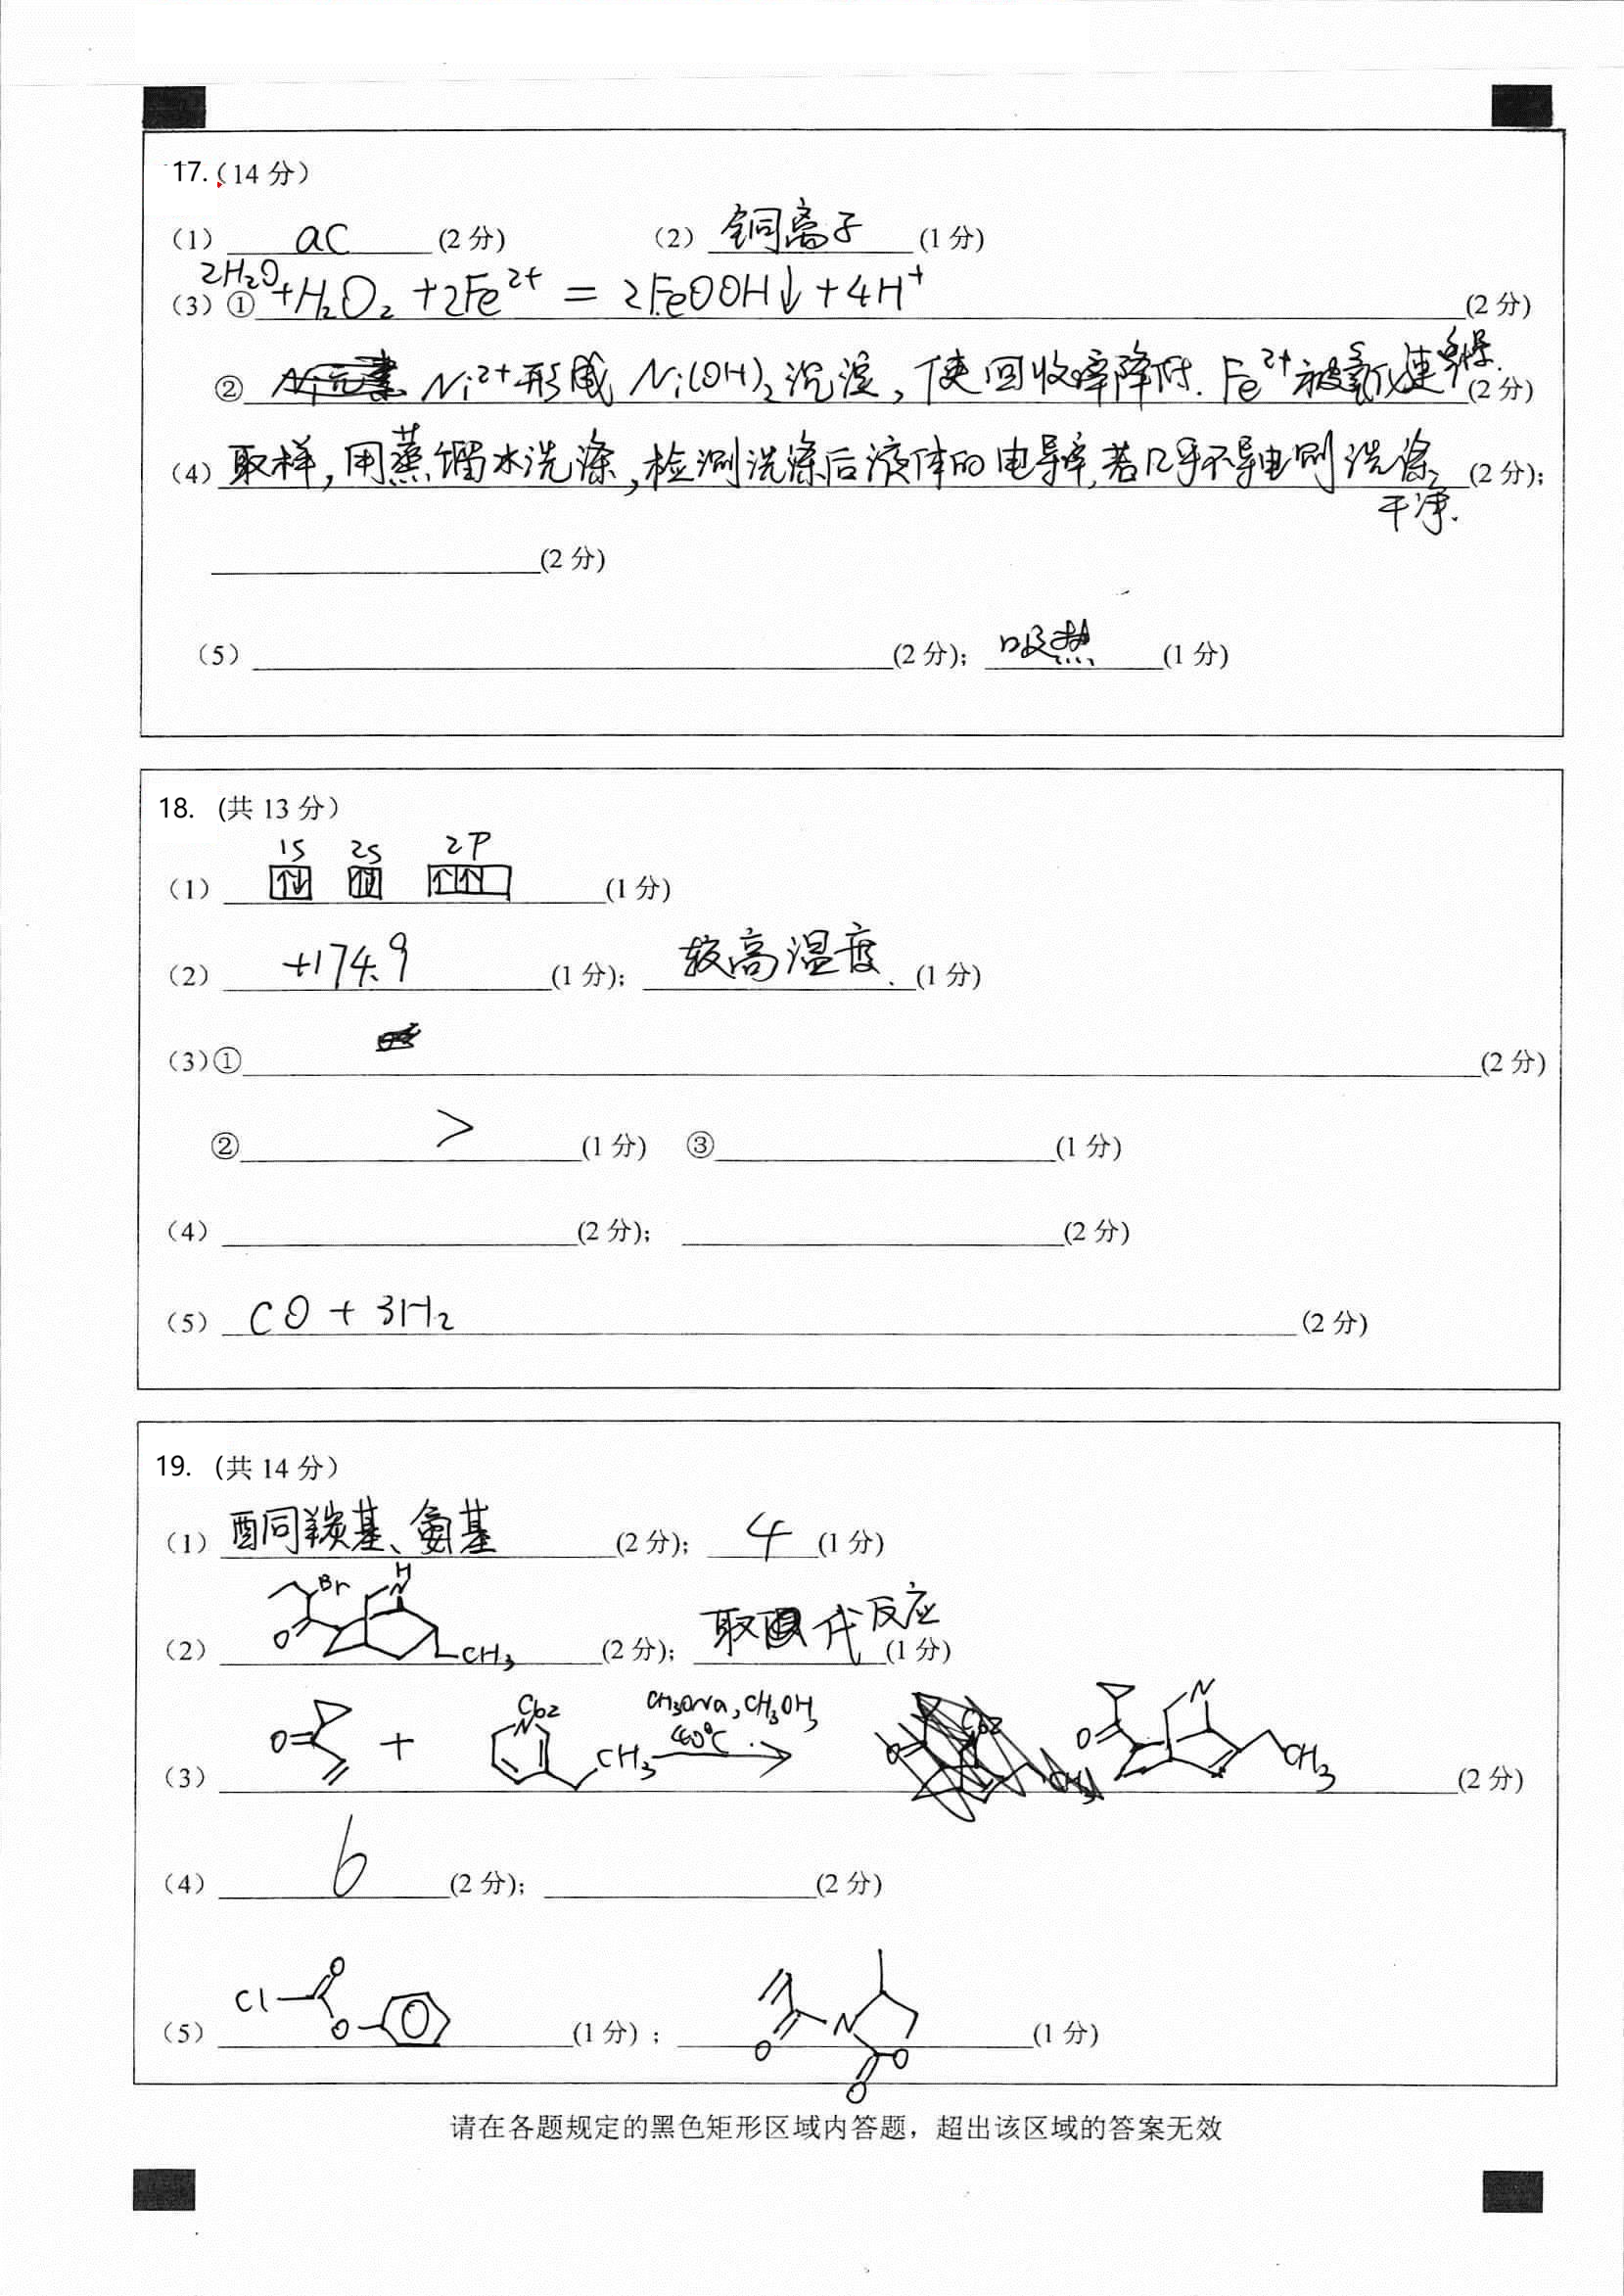 17.(14 分)
(1) ac (2 分) (2) 铜离子 (1 分)
(3) ① 2H₂O+H₂O₂ +2Fe²⁺ = 2FeOOH↓ +4H⁺ (2 分)
② Ni²⁺形成 Ni(OH)₂沉淀, 使回收率降低. Fe²⁺被氧化速率 (2 分)
(4) 取样, 用蒸馏水洗涤, 检测洗涤后液体的电导率, 若几乎不导电则洗涤 (2 分);
干净.
(2 分)
(5) (2 分); 吸热 (1 分)
18. (共 13 分)
1S 2S 2P
(1) ↑↓ ↑↓ ↑ ↑ (1 分)
(2) +174.9 (1 分); 较高温度. (1 分)
(3)① (2 分)
② > (1 分) ③ (1 分)
(4) (2 分); (2 分)
(5) CO + 3H₂ (2 分)
19. (共 14 分)
(1) 酮羰基、氨基 (2 分); 4 (1 分)
(2) Br O H N CH₃ (2 分); 取代反应 (1 分)
(3) O + Cbz N CH₃ CH₃ONa, CH₃OH 40℃ → O N CH₃ (2 分)
(4) 6 (2 分); (2 分)
(5) Cl O O (1 分) ; O N O O (1 分)
请在各题规定的黑色矩形区域内答题，超出该区域的答案无效